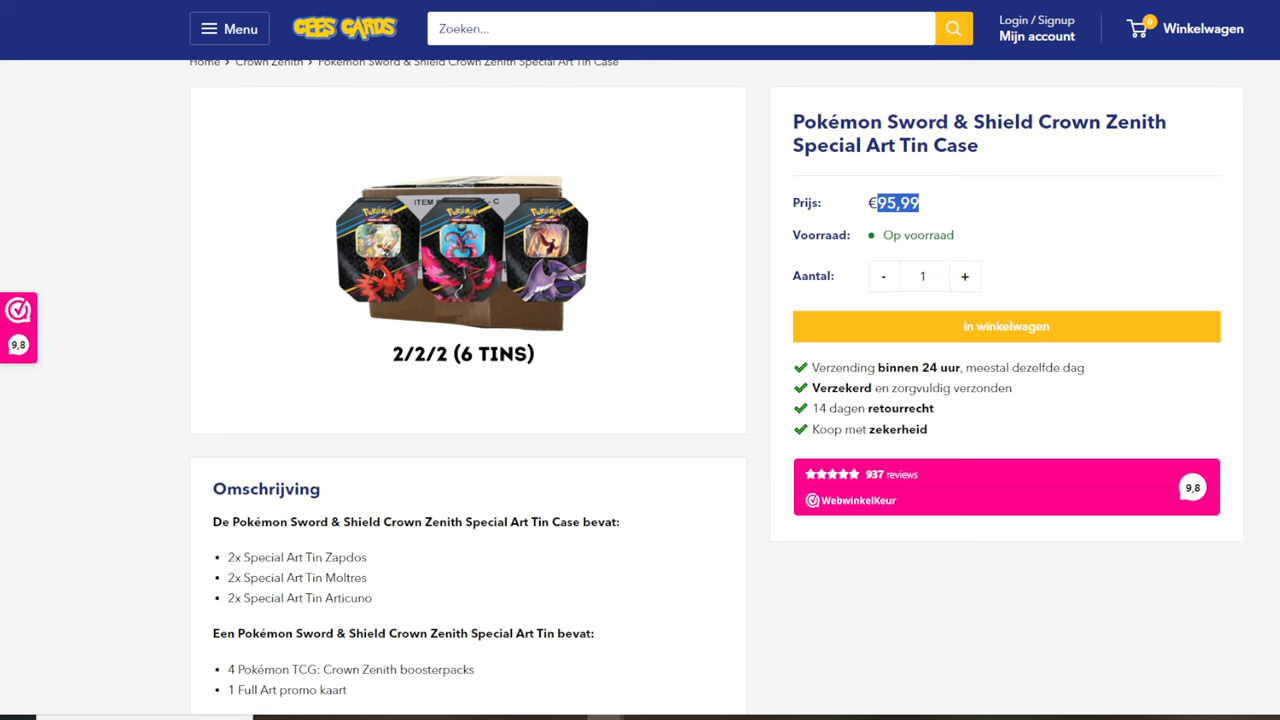 Menu
CEES CARDS
Zoeken...
Login / Signup
Mijn account
0
Winkelwagen
Home > Crown Zenith > Pokémon Sword & Shield Crown Zenith Special Art Tin Case
ITEM
- C
POKÉMON
POKÉMON
POKÉMON
2/2/2 (6 TINS)
Pokémon Sword & Shield Crown Zenith
Special Art Tin Case
Prijs: €95,99
Voorraad: Op voorraad
Aantal: - 1 +
In winkelwagen
Verzending binnen 24 uur, meestal dezelfde dag
Verzekerd en zorgvuldig verzonden
14 dagen retourrecht
Koop met zekerheid
937 reviews
WebwinkelKeur
9,8
9,8
Omschrijving
De Pokémon Sword & Shield Crown Zenith Special Art Tin Case bevat:
• 2x Special Art Tin Zapdos
• 2x Special Art Tin Moltres
• 2x Special Art Tin Articuno
Een Pokémon Sword & Shield Crown Zenith Special Art Tin bevat:
• 4 Pokémon TCG: Crown Zenith boosterpacks
• 1 Full Art promo kaart